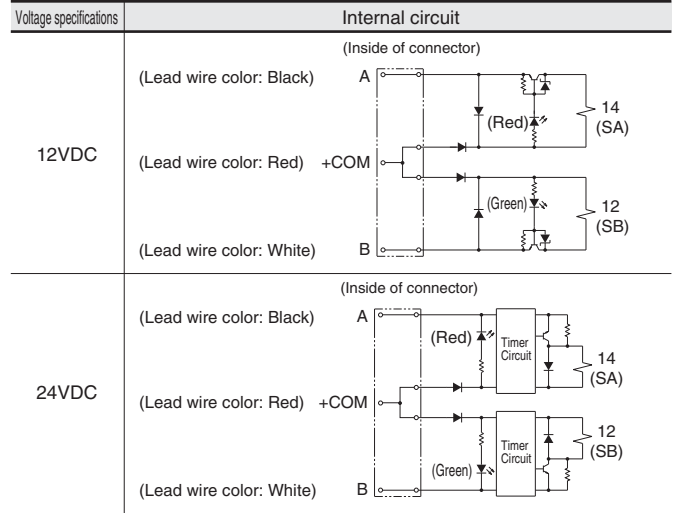 Voltage specifications Internal circuit
12VDC
(Inside of connector)
(Lead wire color: Black) A
(Red)
14
(SA)
(Lead wire color: Red) +COM
(Green)
12
(SB)
(Lead wire color: White) B
24VDC
(Inside of connector)
(Lead wire color: Black) A
(Red)
Timer
Circuit
14
(SA)
(Lead wire color: Red) +COM
(Green)
Timer
Circuit
12
(SB)
(Lead wire color: White) B